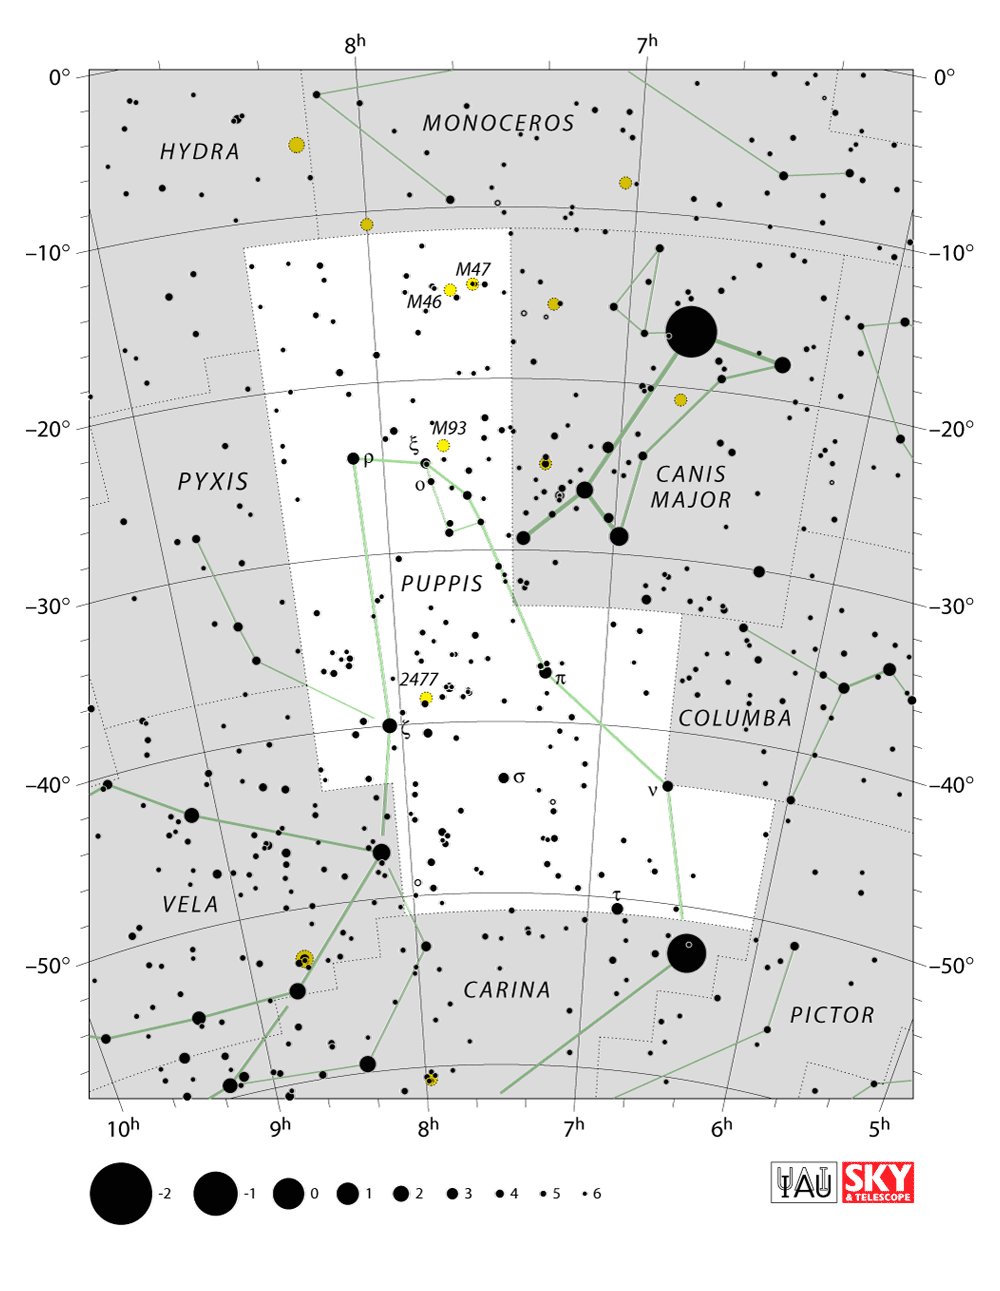 8h 7h
0° 0°
MONOCEROS
HYDRA
–10° –10°
M47
M46
–20° –20°
M93
ξ
ρ
PYXIS
CANIS
MAJOR
ο
PUPPIS
–30° –30°
π
2477
COLUMBA
ζ
σ
–40° –40°
ν
τ
VELA
–50° –50°
CARINA
PICTOR
10h 9h 8h 7h 6h 5h
-2 -1 0 1 2 3 4 5 6
IAU
SKY
& TELESCOPE